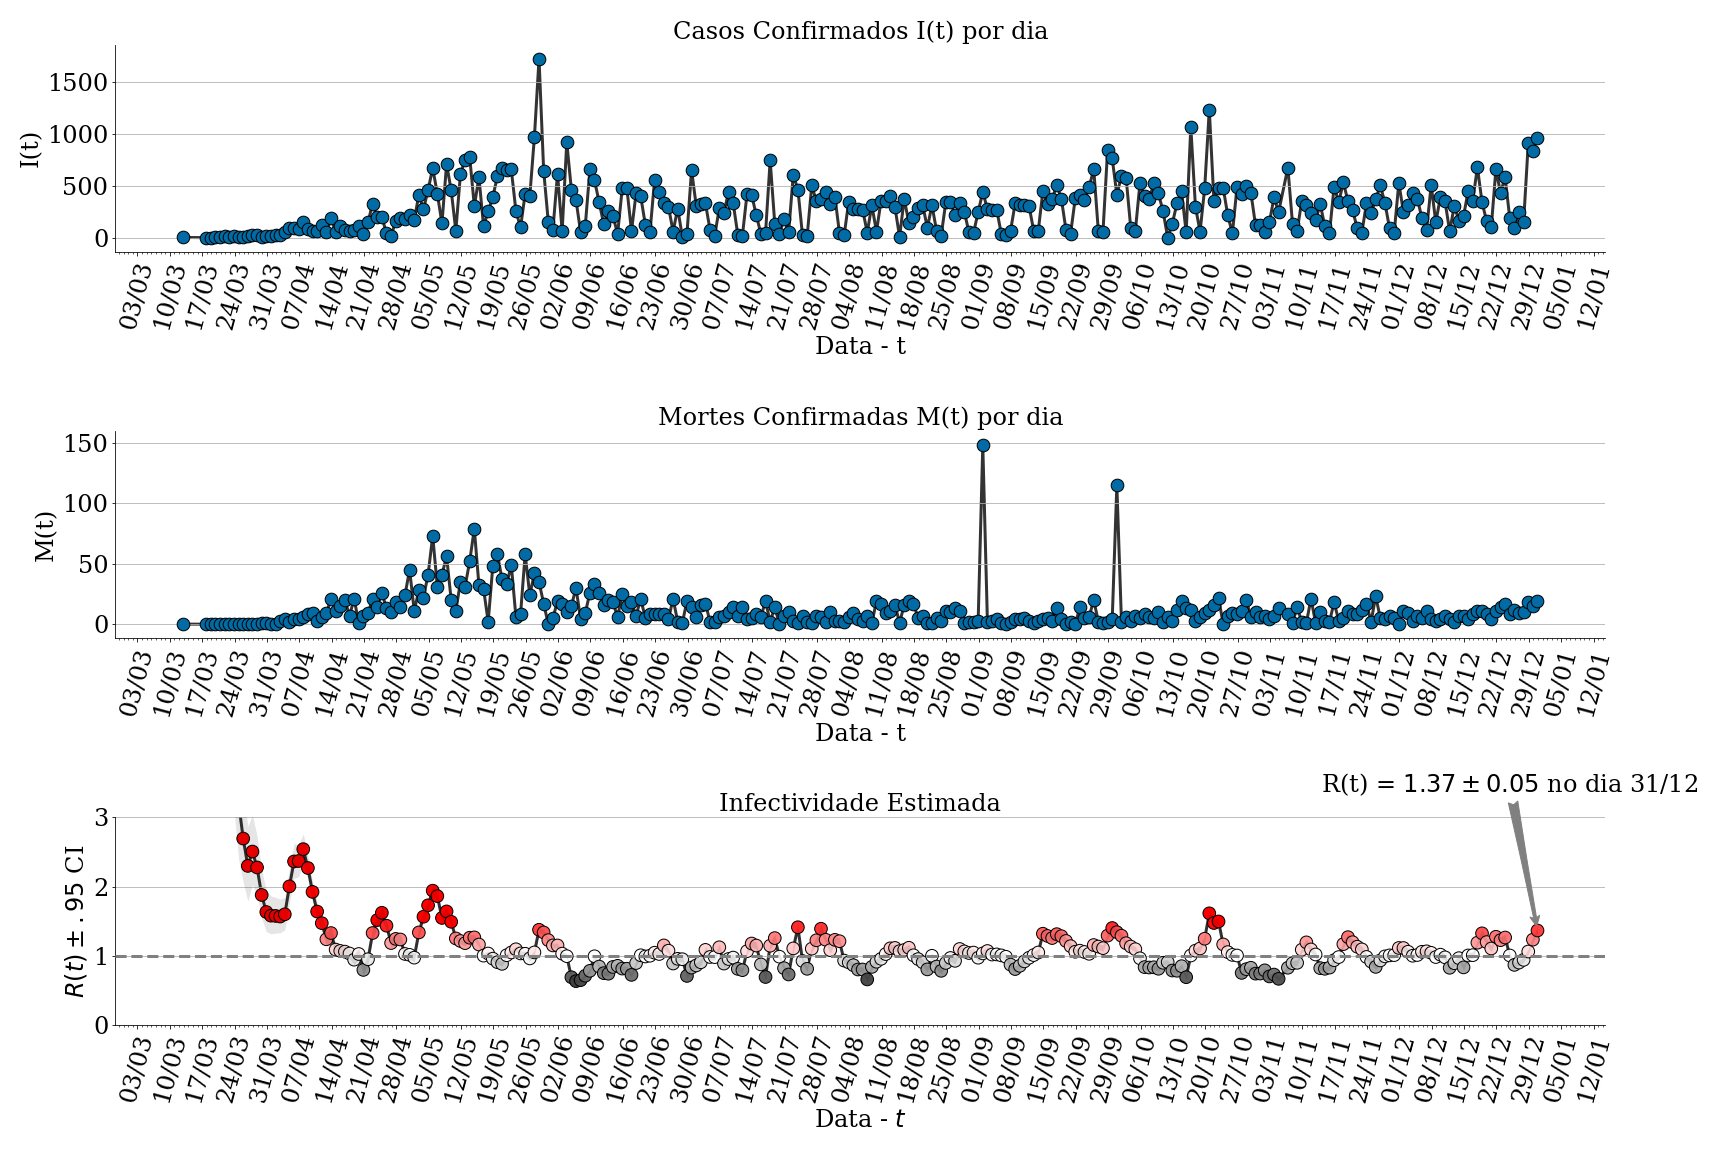 Casos Confirmados I(t) por dia
1500
1000
500
0
I(t)
03/03 10/03 17/03 24/03 31/03 07/04 14/04 21/04 28/04 05/05 12/05 19/05 26/05 02/06 09/06 16/06 23/06 30/06 07/07 14/07 21/07 28/07 04/08 11/08 18/08 25/08 01/09 08/09 15/09 22/09 29/09 06/10 13/10 20/10 27/10 03/11 10/11 17/11 24/11 01/12 08/12 15/12 22/12 29/12 05/01 12/01
Data - t
Mortes Confirmadas M(t) por dia
150
100
50
0
M(t)
03/03 10/03 17/03 24/03 31/03 07/04 14/04 21/04 28/04 05/05 12/05 19/05 26/05 02/06 09/06 16/06 23/06 30/06 07/07 14/07 21/07 28/07 04/08 11/08 18/08 25/08 01/09 08/09 15/09 22/09 29/09 06/10 13/10 20/10 27/10 03/11 10/11 17/11 24/11 01/12 08/12 15/12 22/12 29/12 05/01 12/01
Data - t
R(t) = 1.37 ± 0.05 no dia 31/12
Infectividade Estimada
3
2
1
0
R(t) ± .95 CI
03/03 10/03 17/03 24/03 31/03 07/04 14/04 21/04 28/04 05/05 12/05 19/05 26/05 02/06 09/06 16/06 23/06 30/06 07/07 14/07 21/07 28/07 04/08 11/08 18/08 25/08 01/09 08/09 15/09 22/09 29/09 06/10 13/10 20/10 27/10 03/11 10/11 17/11 24/11 01/12 08/12 15/12 22/12 29/12 05/01 12/01
Data - t